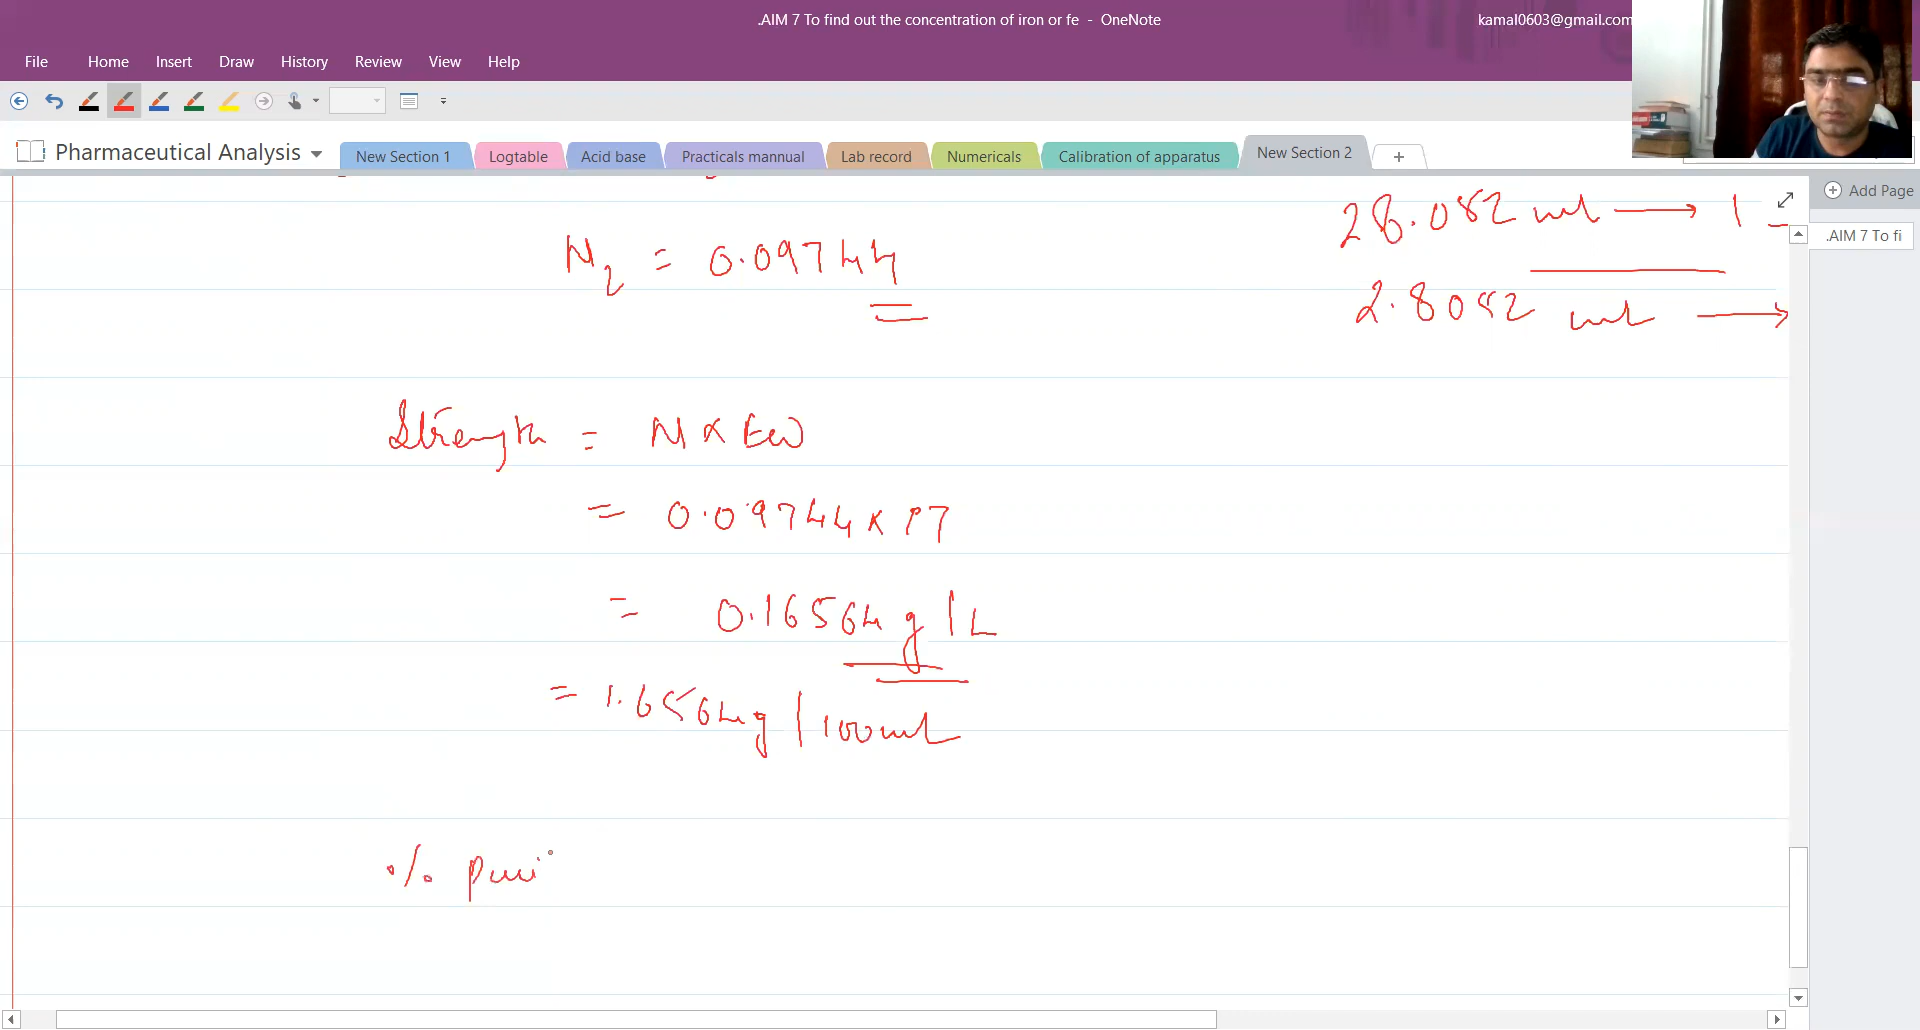 .AIM 7 To find out the concentration of iron or fe - OneNote
kamal0603@gmail.com
File Home Insert Draw History Review View Help
Pharmaceutical Analysis
New Section 1 Logtable Acid base Practicals mannual Lab record Numericals Calibration of apparatus New Section 2 +
Add Page
.AIM 7 To fi
28.082 ml → 1
N2 = 0.09744
2.8082 ml →
Strength = N × Ew
= 0.09744 × 17
= 0.16564 g/L
= 1.6564 g/100ml
% Puri